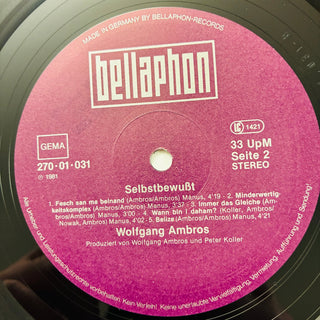 MADE IN GERMANY BY BELLAPHON-RECORDS
bellaphon
GEMA
270·01·031
℗ 1981
LC 1421
33 UpM
Seite 2
STEREO
Selbstbewußt
1. Fesch san me beinand (Ambros/Ambros) Manus, 4'19 - 2. Minderwertig-
keitskomplex (Ambros/Ambros) Manus, 3'37 - 3. Immer das Gleiche (Am-
bros/Ambros) Manus, 3'00 - 4. Wann bin i daham? (Koller, Ambros/
Nowak, Ambros) Manus, 4'02 - 5. Belize (Ambros/Ambros) Manus, 4'21
Wolfgang Ambros
Produziert von Wolfgang Ambros und Peter Koller
Alle Urheber und Leistungsschutzrechte vorbehalten. Kein Verleih! Keine unerlaubte Vervielfältigung, Vermietung, Aufführung und Sendung!